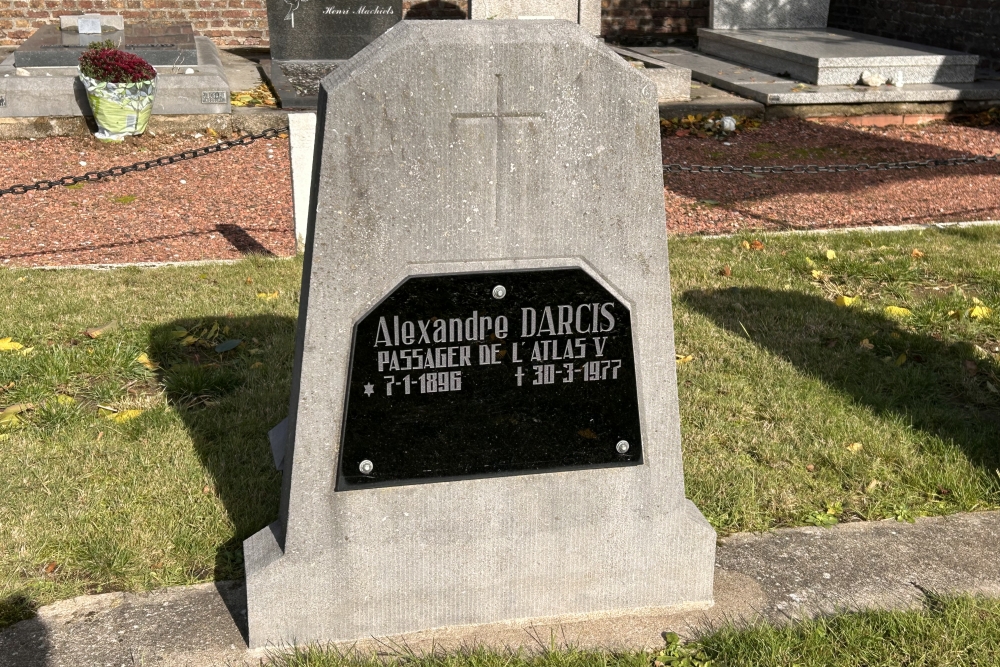 Henri Machiels
Alexandre DARCIS
PASSAGER DE L'ATLAS V
* 7-1-1896 † 30-3-1977